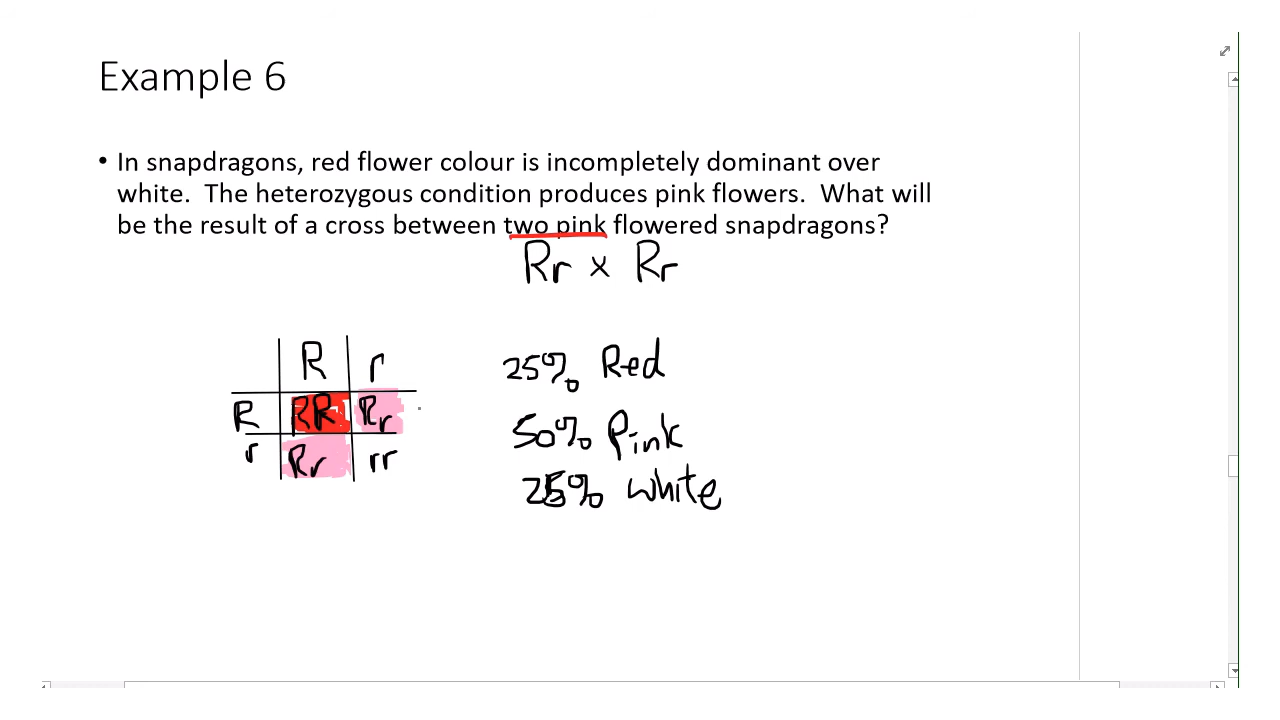 Example 6
• In snapdragons, red flower colour is incompletely dominant over
white. The heterozygous condition produces pink flowers. What will
be the result of a cross between two pink flowered snapdragons?
Rr x Rr
R r
R RR Rr
r Rr rr
25% Red
50% Pink
25% white